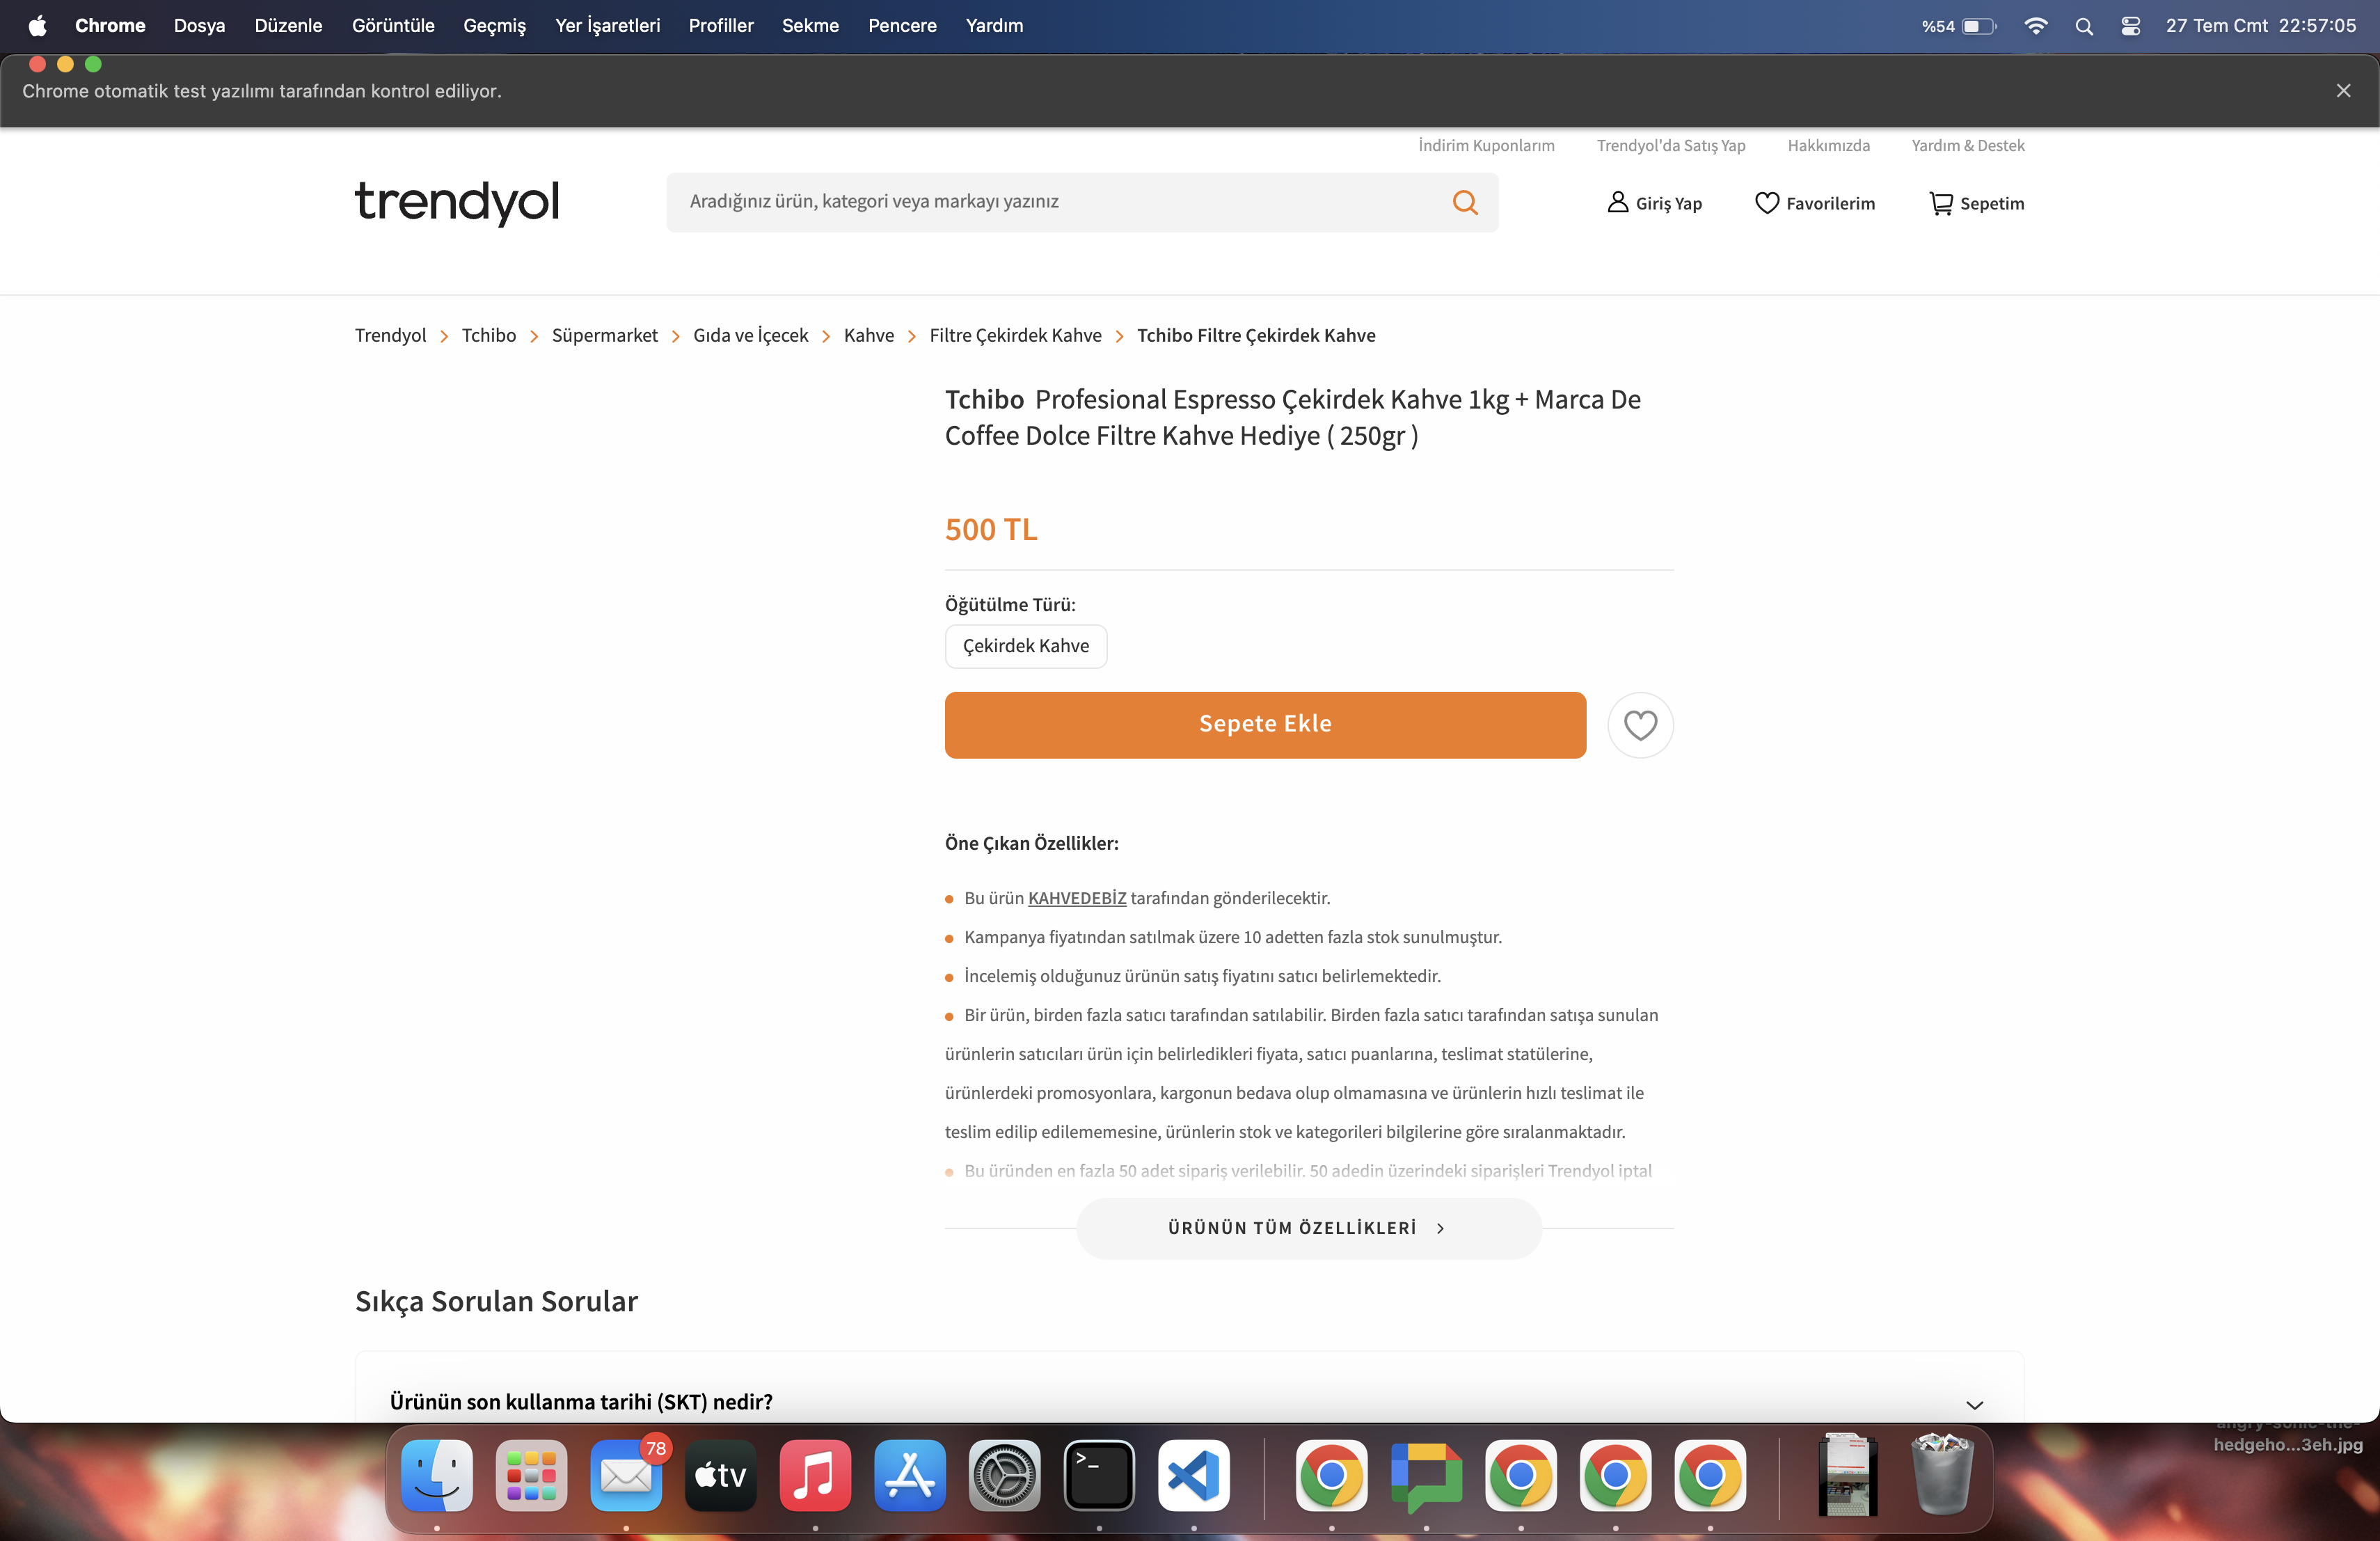 Chrome Dosya Düzenle Görüntüle Geçmiş Yer İşaretleri Profiller Sekme Pencere Yardım %54 27 Tem Cmt 22:57:05
Chrome otomatik test yazılımı tarafından kontrol ediliyor.
İndirim Kuponlarım Trendyol'da Satış Yap Hakkımızda Yardım & Destek
trendyol Aradığınız ürün, kategori veya markayı yazınız Giriş Yap Favorilerim Sepetim
Trendyol > Tchibo > Süpermarket > Gıda ve İçecek > Kahve > Filtre Çekirdek Kahve > Tchibo Filtre Çekirdek Kahve
Tchibo Profesional Espresso Çekirdek Kahve 1kg + Marca De
Coffee Dolce Filtre Kahve Hediye ( 250gr )
500 TL
Öğütülme Türü:
Çekirdek Kahve
Sepete Ekle
Öne Çıkan Özellikler:
Bu ürün KAHVEDEBİZ tarafından gönderilecektir.
Kampanya fiyatından satılmak üzere 10 adetten fazla stok sunulmuştur.
İncelemiş olduğunuz ürünün satış fiyatını satıcı belirlemektedir.
Bir ürün, birden fazla satıcı tarafından satılabilir. Birden fazla satıcı tarafından satışa sunulan
ürünlerin satıcıları ürün için belirledikleri fiyata, satıcı puanlarına, teslimat statülerine,
ürünlerdeki promosyonlara, kargonun bedava olup olmamasına ve ürünlerin hızlı teslimat ile
teslim edilip edilememesine, ürünlerin stok ve kategorileri bilgilerine göre sıralanmaktadır.
Bu üründen en fazla 50 adet sipariş verilebilir. 50 adedin üzerindeki siparişleri Trendyol iptal
ÜRÜNÜN TÜM ÖZELLİKLERİ
Sıkça Sorulan Sorular
Ürünün son kullanma tarihi (SKT) nedir?
angry-sonic-the-
hedgeho...3eh.jpg
78
tv
>_